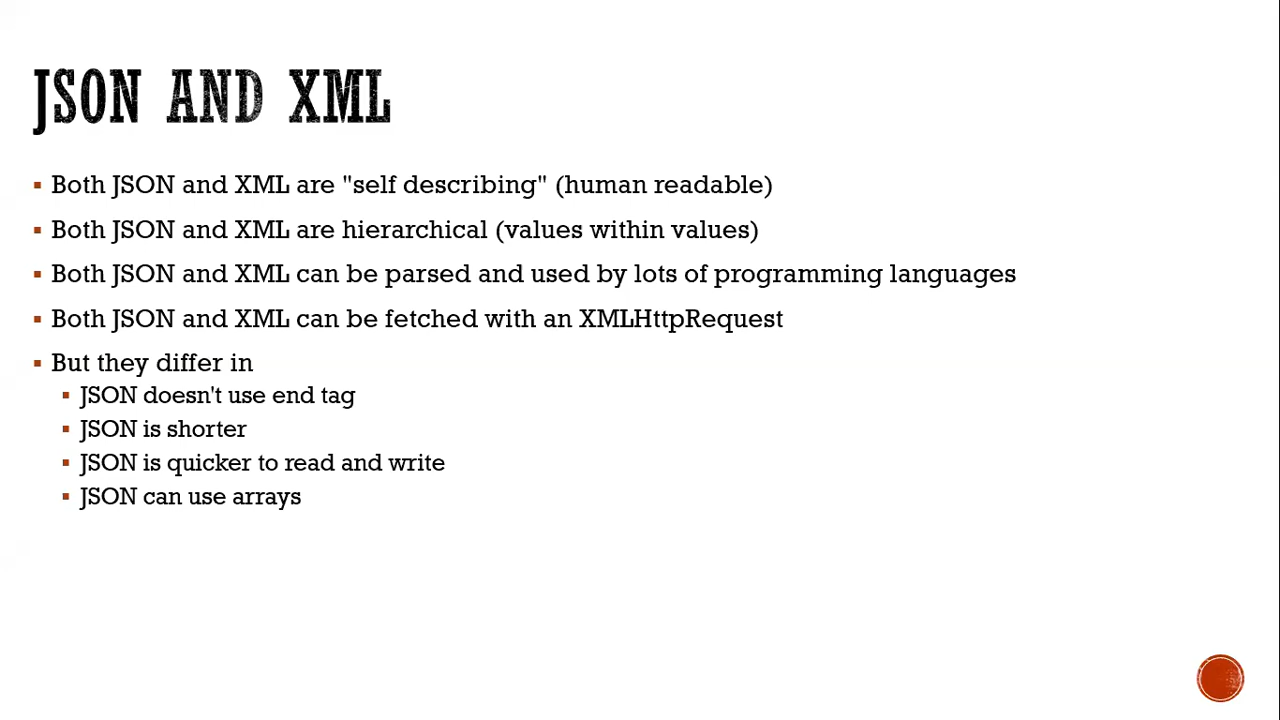 JSON AND XML
▪ Both JSON and XML are "self describing" (human readable)
▪ Both JSON and XML are hierarchical (values within values)
▪ Both JSON and XML can be parsed and used by lots of programming languages
▪ Both JSON and XML can be fetched with an XMLHttpRequest
▪ But they differ in
▪ JSON doesn't use end tag
▪ JSON is shorter
▪ JSON is quicker to read and write
▪ JSON can use arrays